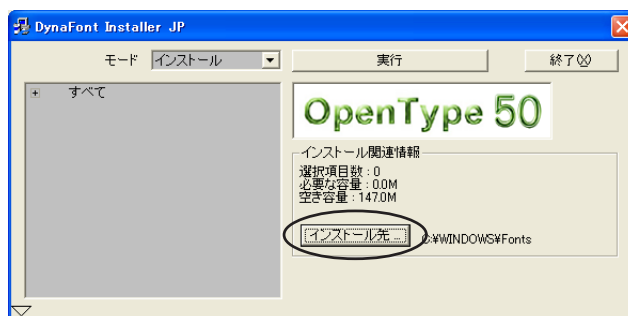 DynaFont Installer JP
モード インストール 実行 終了(X)
+ すべて
OpenType 50
インストール関連情報
選択項目数 : 0
必要な容量 : 0.0M
空き容量 : 147.0M
インストール先 ... C:¥WINDOWS¥Fonts